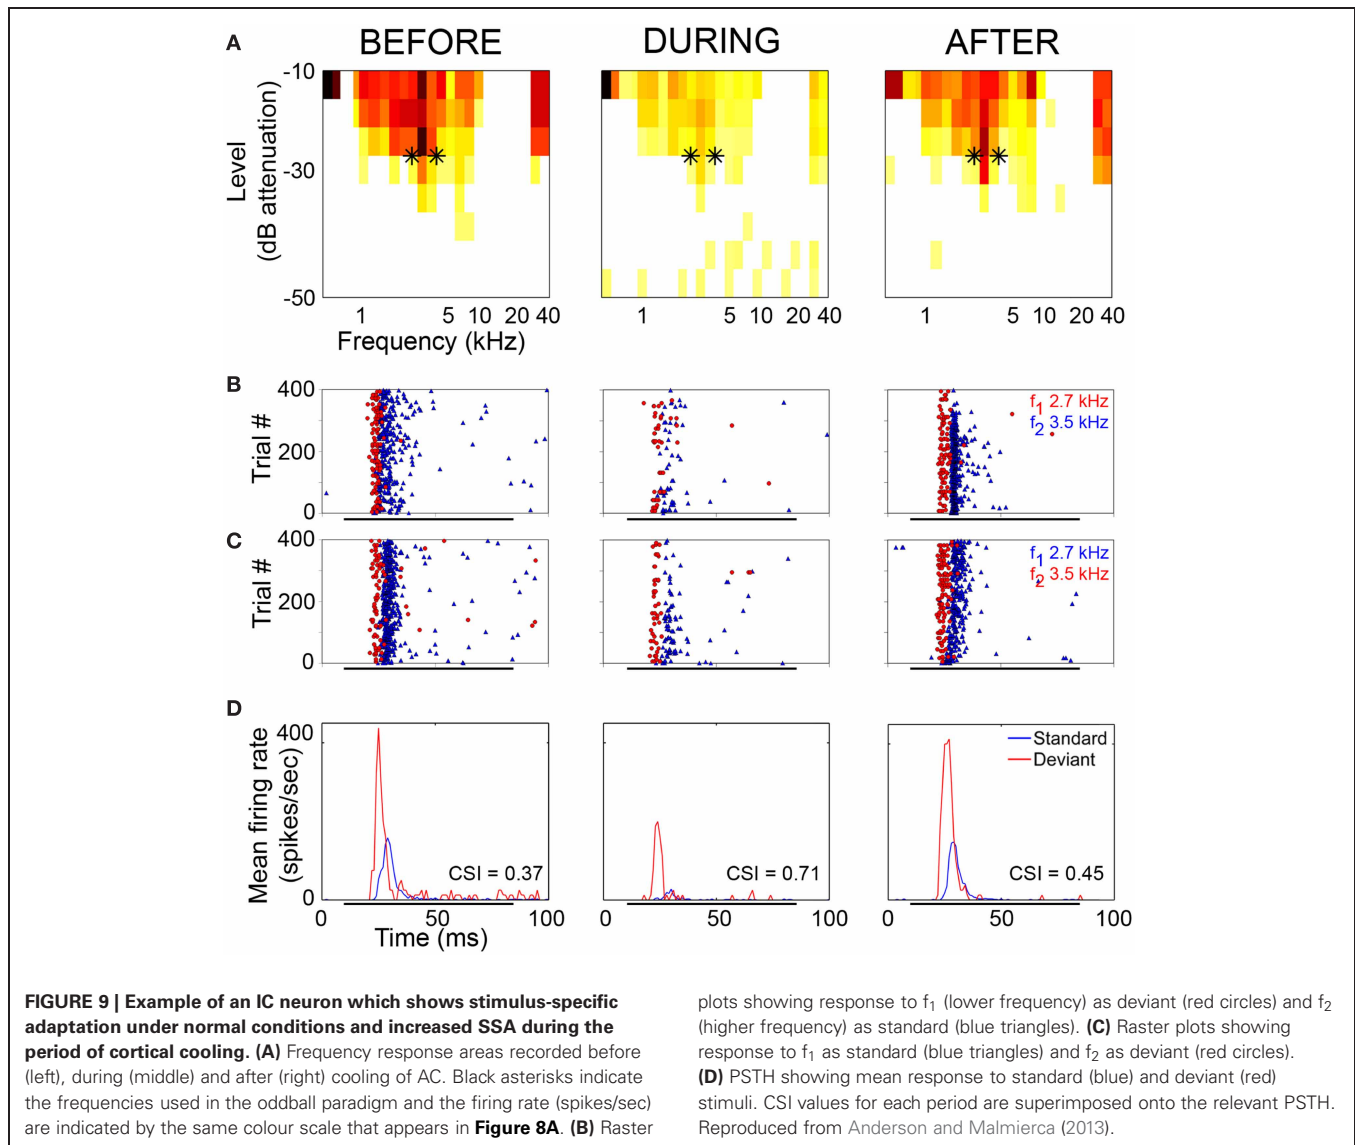 A
BEFORE
DURING
AFTER
-10
-30
-50
Level
(dB attenuation)
1 5 10 20 40
1 5 10 20 40
1 5 10 20 40
Frequency (kHz)
B
400
200
0
Trial #
f1 2.7 kHz
f2 3.5 kHz
C
400
200
0
Trial #
f1 2.7 kHz
f2 3.5 kHz
D
400
0
Mean firing rate
(spikes/sec)
CSI = 0.37
CSI = 0.71
Standard
Deviant
CSI = 0.45
0 50 100
0 50 100
0 50 100
Time (ms)
FIGURE 9 | Example of an IC neuron which shows stimulus-specific
adaptation under normal conditions and increased SSA during the
period of cortical cooling. (A) Frequency response areas recorded before
(left), during (middle) and after (right) cooling of AC. Black asterisks indicate
the frequencies used in the oddball paradigm and the firing rate (spikes/sec)
are indicated by the same colour scale that appears in Figure 8A. (B) Raster
plots showing response to f1 (lower frequency) as deviant (red circles) and f2
(higher frequency) as standard (blue triangles). (C) Raster plots showing
response to f1 as standard (blue triangles) and f2 as deviant (red circles).
(D) PSTH showing mean response to standard (blue) and deviant (red)
stimuli. CSI values for each period are superimposed onto the relevant PSTH.
Reproduced from Anderson and Malmierca (2013).